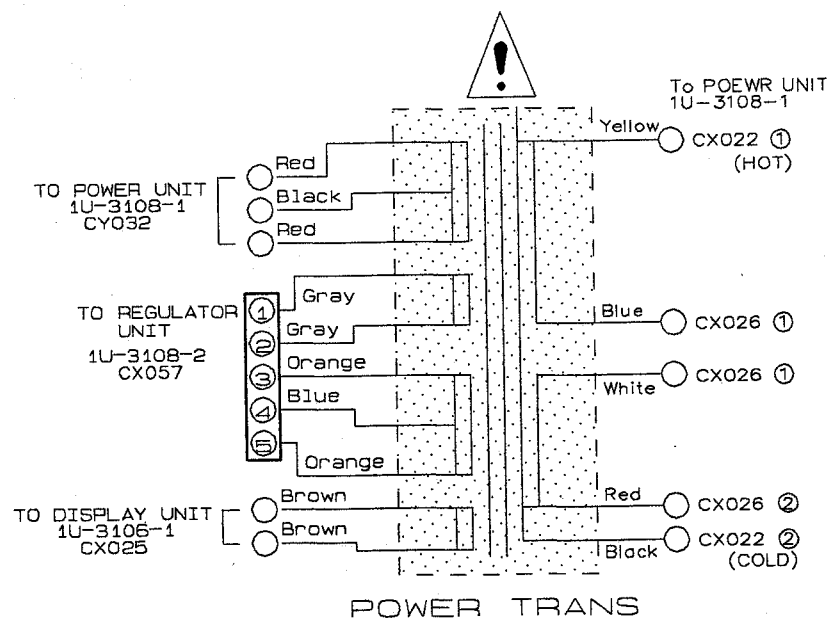 !
To POEWR UNIT
1U-3108-1
Yellow
CX022 ①
(HOT)
Red
TO POWER UNIT
1U-3108-1
CY032
Black
Red
Gray
TO REGULATOR
UNIT
1U-3108-2
CX057
①
②
③
④
⑤
Gray
Orange
Blue
Orange
Blue
CX026 ①
White
CX026 ①
Brown
TO DISPLAY UNIT
1U-3106-1
CX025
Brown
Red
CX026 ②
Black
CX022 ②
(COLD)
POWER TRANS